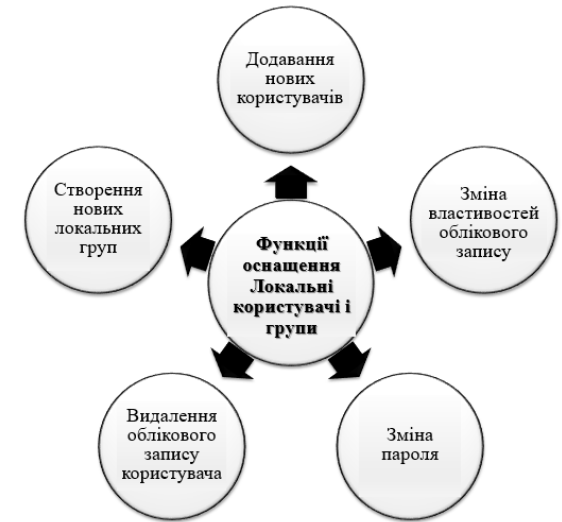 Додавання
нових
користувачів
Створення
нових
локальних
груп
Зміна
властивостей
облікового
запису
Функції
оснащення
Локальні
користувачі і
групи
Видалення
облікового
запису
користувача
Зміна
пароля